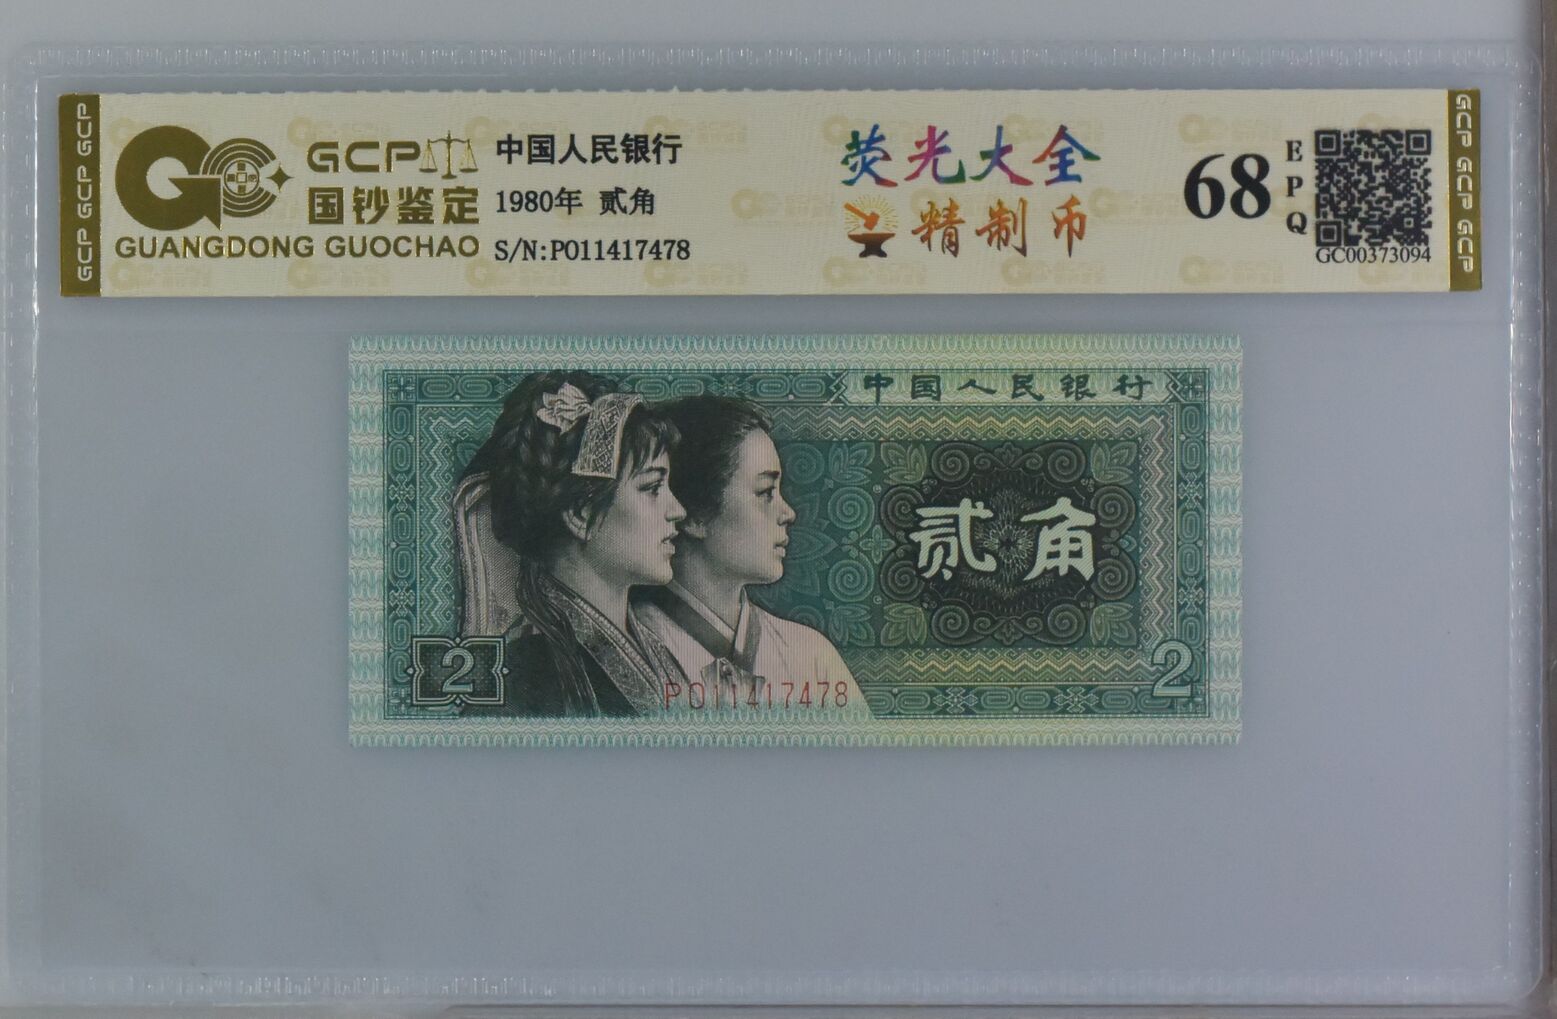 GCP GCP GCP
GCP
国钞鉴定
GUANGDONG GUOCHAO
中国人民银行
1980年 贰角
S/N:P011417478
荧光大全
精制币
68
EPQ
GC00373094
GCP GCP GCP
中国人民银行
贰角
2
2
P011417478